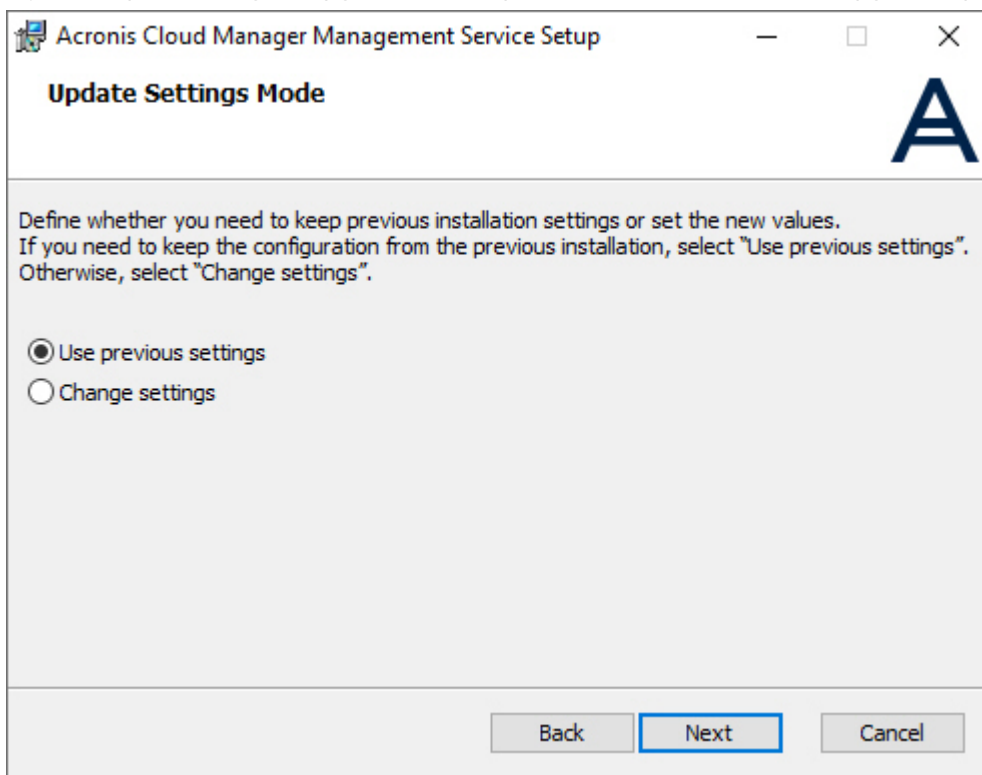 Acronis Cloud Manager Management Service Setup
Update Settings Mode
Define whether you need to keep previous installation settings or set the new values.
If you need to keep the configuration from the previous installation, select "Use previous settings".
Otherwise, select "Change settings".
Use previous settings
Change settings
Back
Next
Cancel